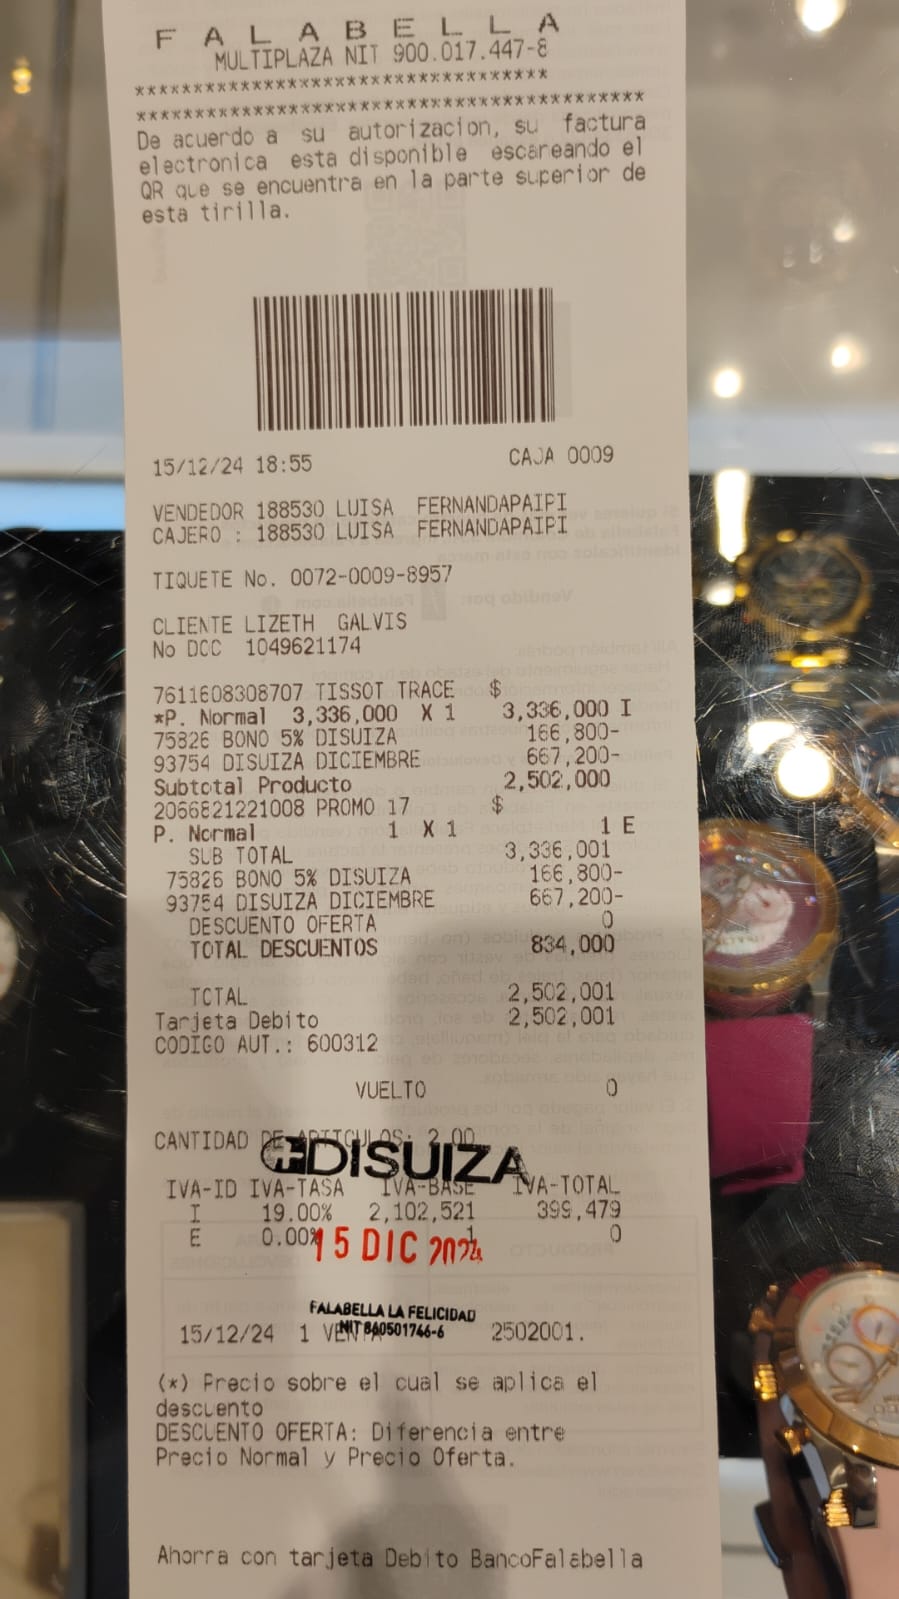 F A L A B E L L A
MULTIPLAZA NIT 900.017.447-8
***********************************
*******************************************
De acuerdo a su autorizacion, su factura
electronica esta disponible escareando el
QR que se encuentra en la parte superior de
esta tirilla.
15/12/24 18:55 CAJA 0009
VENDEDOR 188530 LUISA FERNANDAPAIPI
CAJERO : 188530 LUISA FERNANDAPAIPI
TIQUETE No. 0072-0009-8957
CLIENTE LIZETH GALVIS
No DCC 1049621174
7611608308707 TISSOT TRACE $
*P. Normal 3,336,000 X 1 3,336,000 I
75826 BONO 5% DISUIZA 166,800-
93754 DISUIZA DICIEMBRE 667,200-
Subtotal Producto 2,502,000
2066821221008 PROMO 17 $
P. Normal 1 X 1 1 E
SUB TOTAL 3,336,001
75826 BONO 5% DISUIZA 166,800-
93754 DISUIZA DICIEMBRE 667,200-
DESCUENTO OFERTA 0
TOTAL DESCUENTOS 834,000
TOTAL 2,502,001
Tarjeta Debito 2,502,001
CODIGO AUT.: 600312
VUELTO 0
CANTIDAD DE ARTICULOS: 2.00
DISUIZA
IVA-ID IVA-TASA IVA-BASE IVA-TOTAL
I 19.00% 2,102,521 399,479
E 0.00% 1 0
15 DIC 2024
FALABELLA LA FELICIDAD
NIT 860501746-6
15/12/24 1 VENTA 2502001.
(*) Precio sobre el cual se aplica el
descuento
DESCUENTO OFERTA: Diferencia entre
Precio Normal y Precio Oferta.
Ahorra con tarjeta Debito BancoFalabella